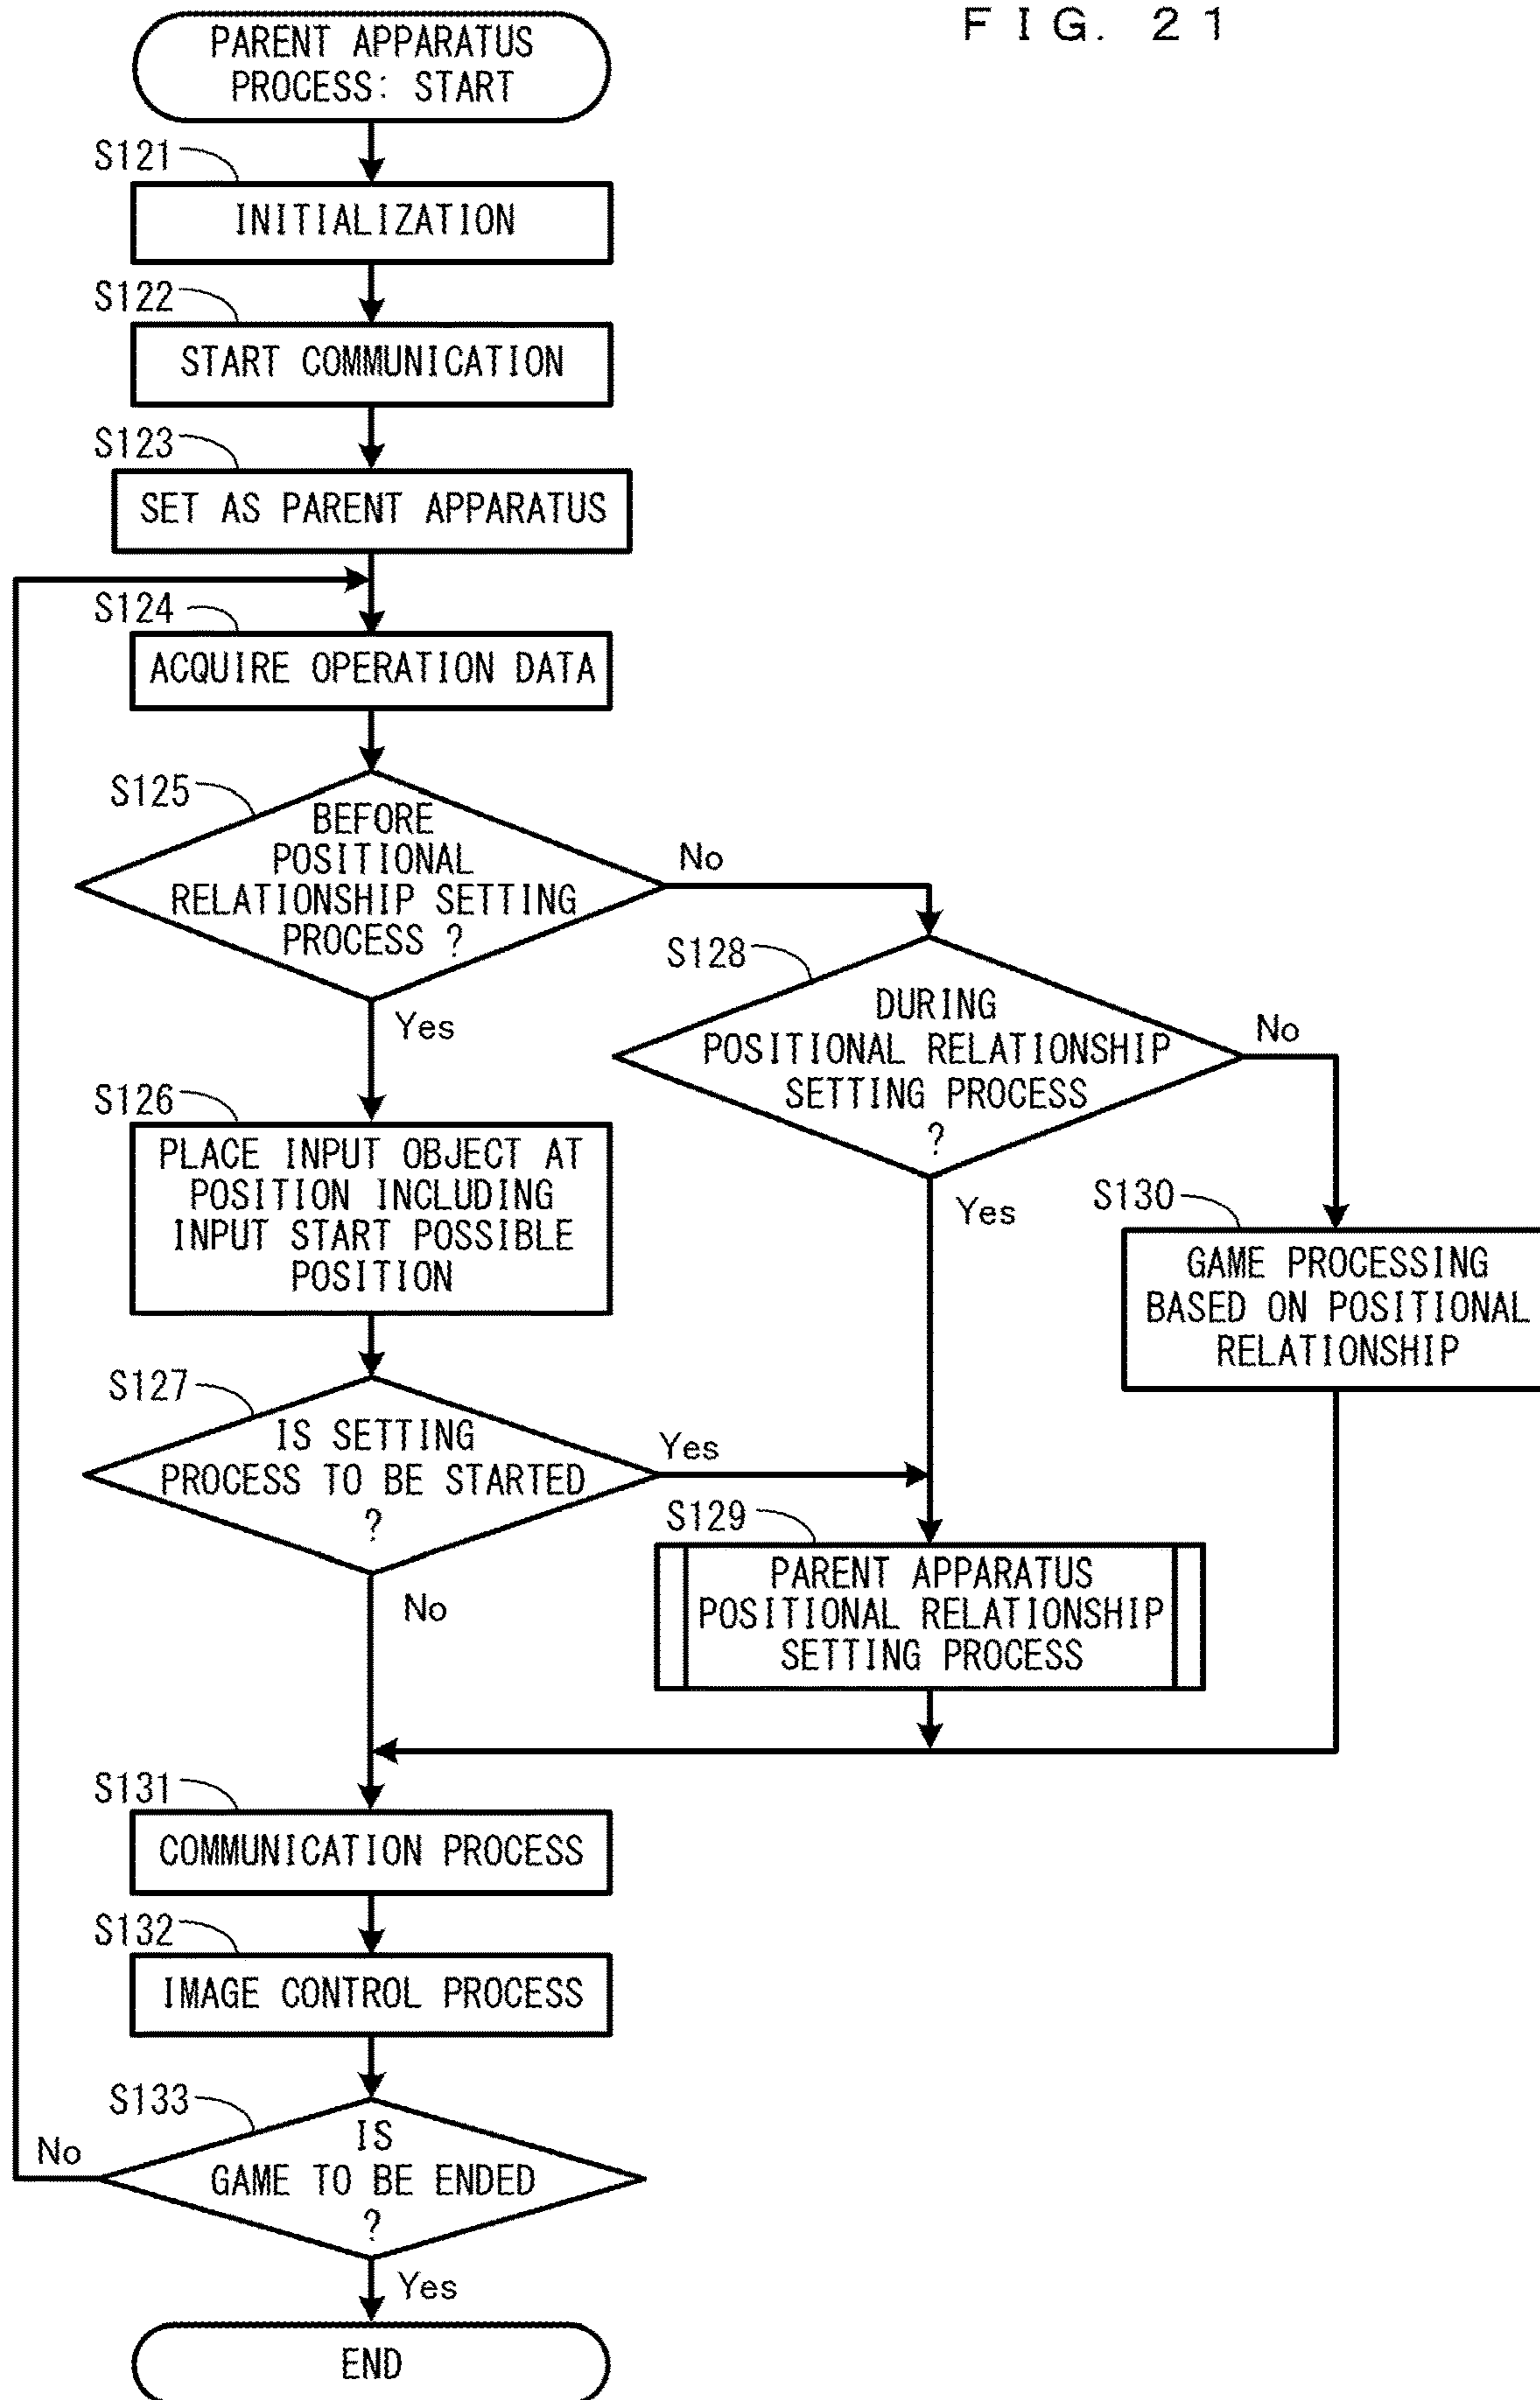 FIG. 21
PARENT APPARATUS
PROCESS: START
S121
INITIALIZATION
S122
START COMMUNICATION
S123
SET AS PARENT APPARATUS
S124
ACQUIRE OPERATION DATA
S125
BEFORE
POSITIONAL
RELATIONSHIP SETTING
PROCESS ?
No
Yes
S128
DURING
POSITIONAL RELATIONSHIP
SETTING PROCESS
?
No
Yes
S126
PLACE INPUT OBJECT AT
POSITION INCLUDING
INPUT START POSSIBLE
POSITION
S130
GAME PROCESSING
BASED ON POSITIONAL
RELATIONSHIP
S127
IS SETTING
PROCESS TO BE STARTED
?
Yes
No
S129
PARENT APPARATUS
POSITIONAL RELATIONSHIP
SETTING PROCESS
S131
COMMUNICATION PROCESS
S132
IMAGE CONTROL PROCESS
S133
IS
GAME TO BE ENDED
?
No
Yes
END